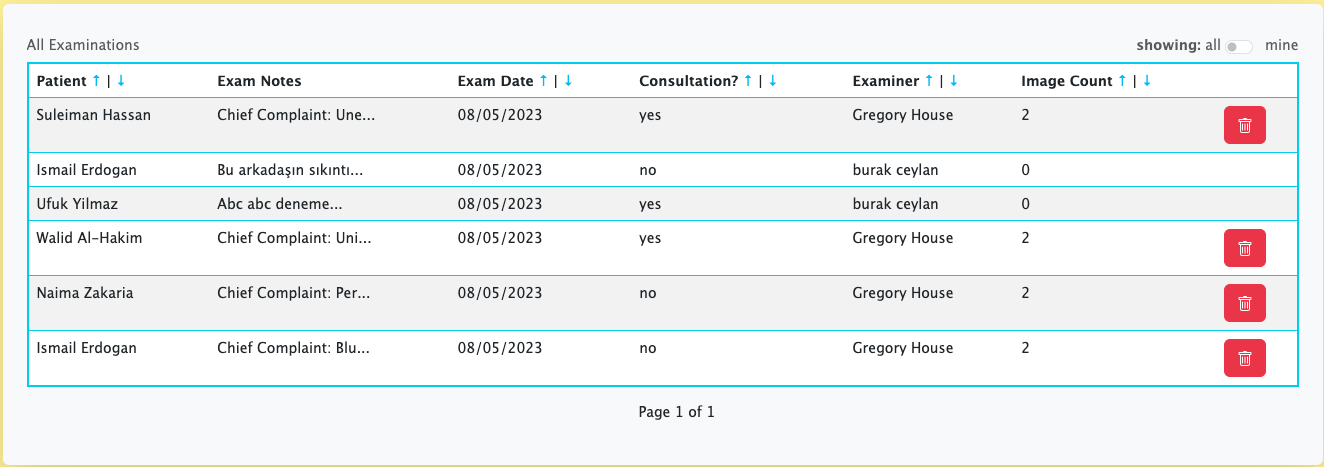 All Examinations showing: all mine
Patient ↑ | ↓ Exam Notes Exam Date ↑ | ↓ Consultation? ↑ | ↓ Examiner ↑ | ↓ Image Count ↑ | ↓
Suleiman Hassan Chief Complaint: Une... 08/05/2023 yes Gregory House 2
Ismail Erdogan Bu arkadaşın sıkıntı... 08/05/2023 no burak ceylan 0
Ufuk Yilmaz Abc abc deneme... 08/05/2023 yes burak ceylan 0
Walid Al-Hakim Chief Complaint: Uni... 08/05/2023 yes Gregory House 2
Naima Zakaria Chief Complaint: Per... 08/05/2023 no Gregory House 2
Ismail Erdogan Chief Complaint: Blu... 08/05/2023 no Gregory House 2
Page 1 of 1